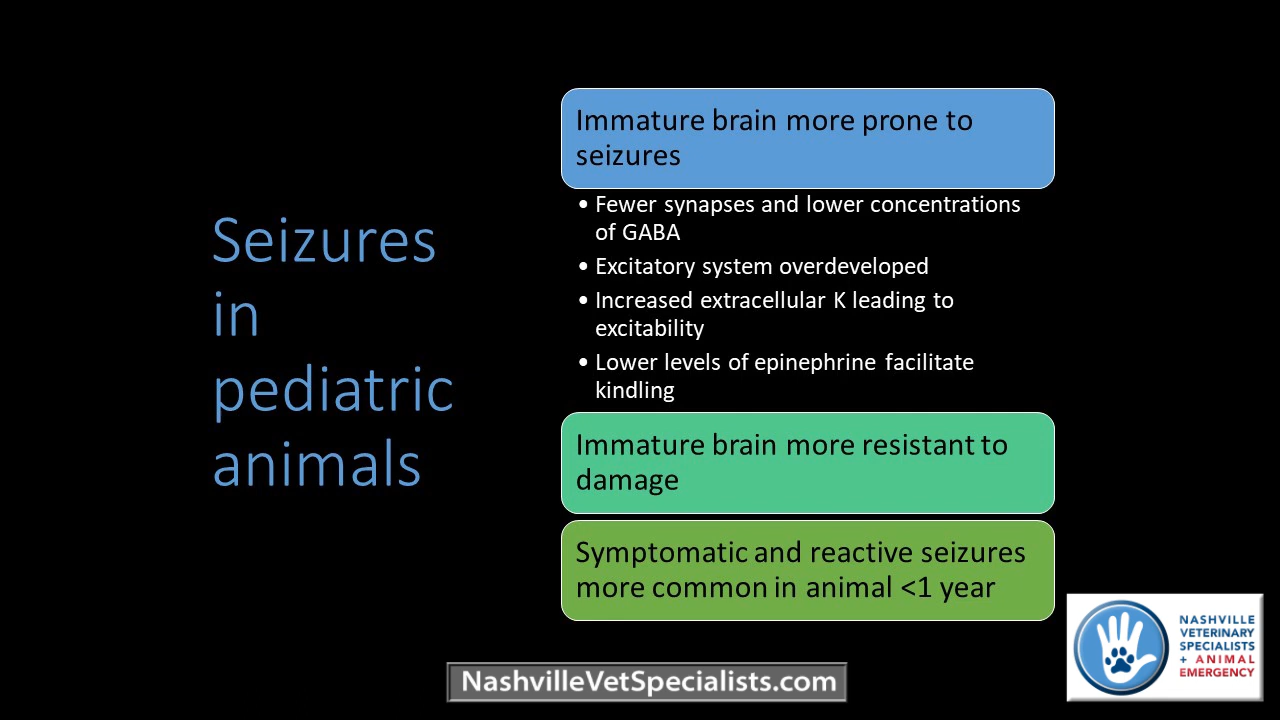 Seizures
in
pediatric
animals
Immature brain more prone to
seizures
• Fewer synapses and lower concentrations
of GABA
• Excitatory system overdeveloped
• Increased extracellular K leading to
excitability
• Lower levels of epinephrine facilitate
kindling
Immature brain more resistant to
damage
Symptomatic and reactive seizures
more common in animal <1 year
NASHVILLE
VETERINARY
SPECIALISTS
+ ANIMAL
EMERGENCY
NashvilleVetSpecialists.com